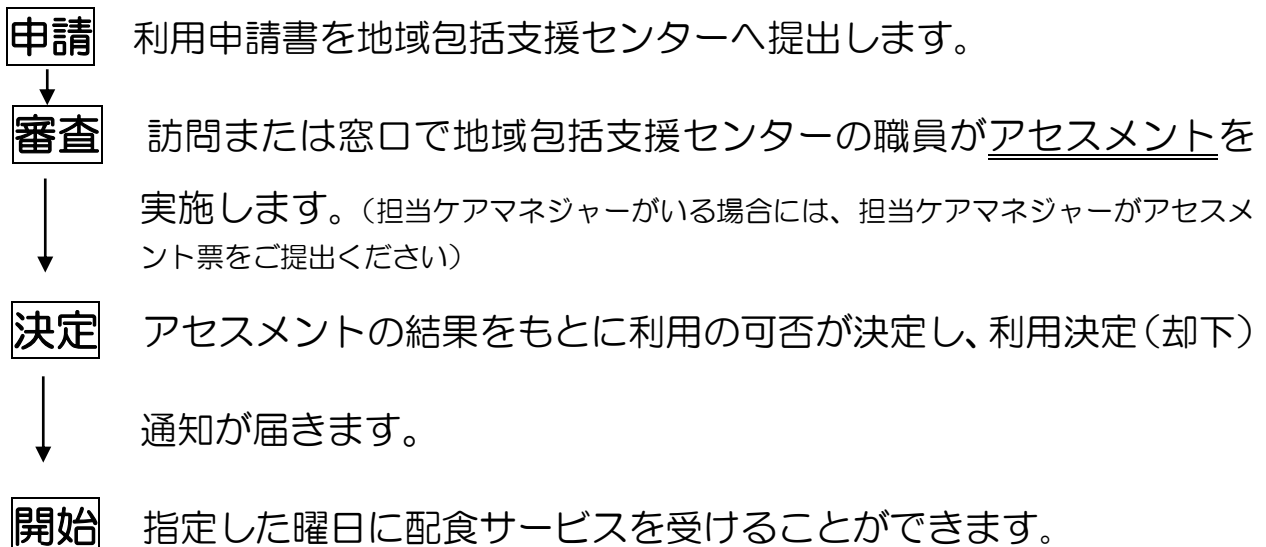 申請 利用申請書を地域包括支援センターへ提出します。
審査 訪問または窓口で地域包括支援センターの職員がアセスメントを
実施します。（担当ケアマネジャーがいる場合には、担当ケアマネジャーがアセスメ
ント票をご提出ください）
決定 アセスメントの結果をもとに利用の可否が決定し、利用決定（却下）
通知が届きます。
開始 指定した曜日に配食サービスを受けることができます。